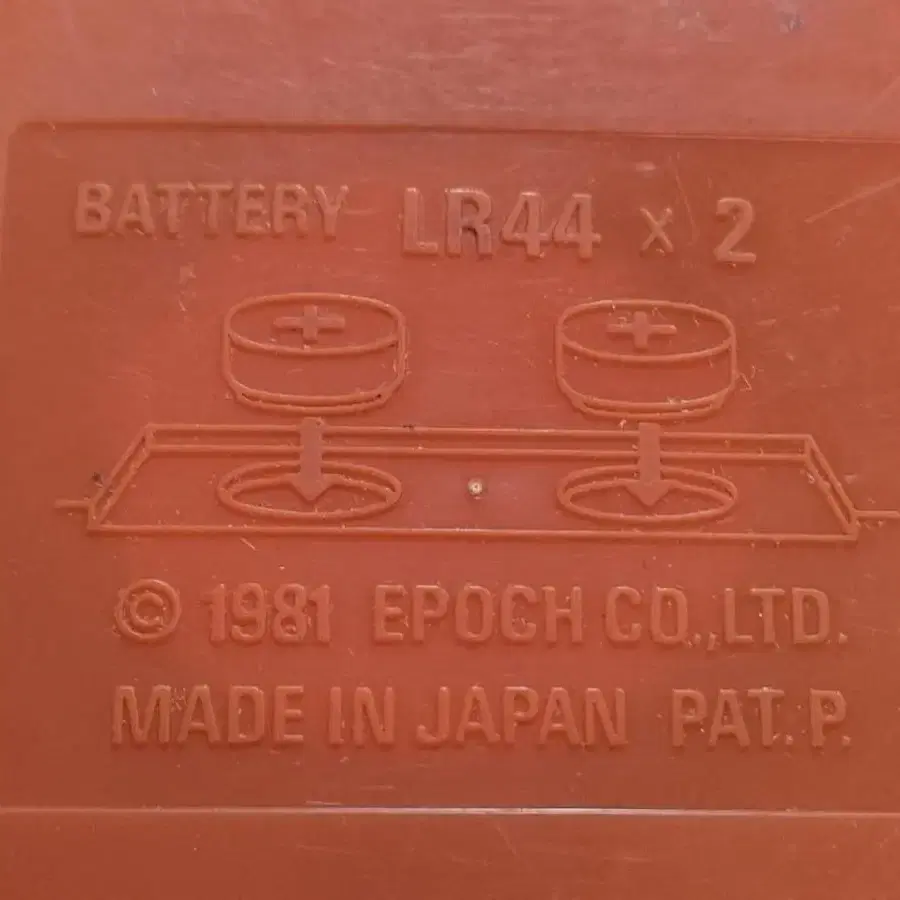 BATTERY LR44 x 2
+ +
© 1981 EPOCH CO.,LTD.
MADE IN JAPAN PAT. P.